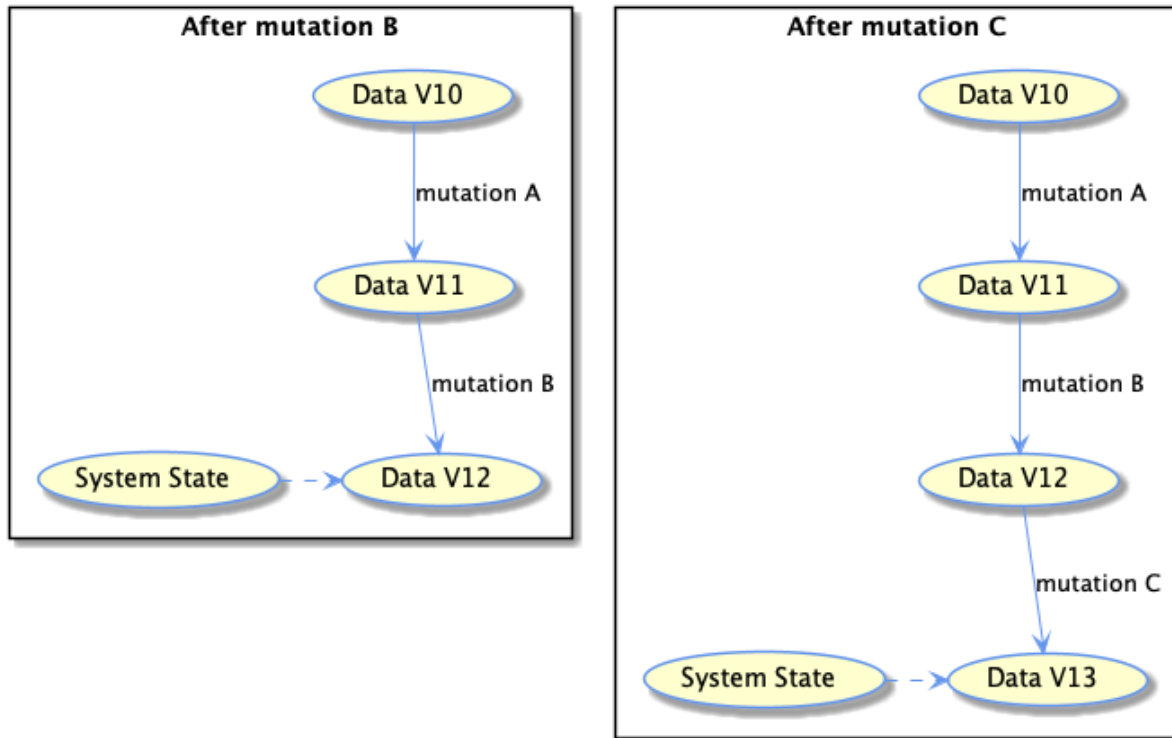 After mutation B
Data V10
mutation A
Data V11
mutation B
System State
Data V12
After mutation C
Data V10
mutation A
Data V11
mutation B
Data V12
mutation C
System State
Data V13